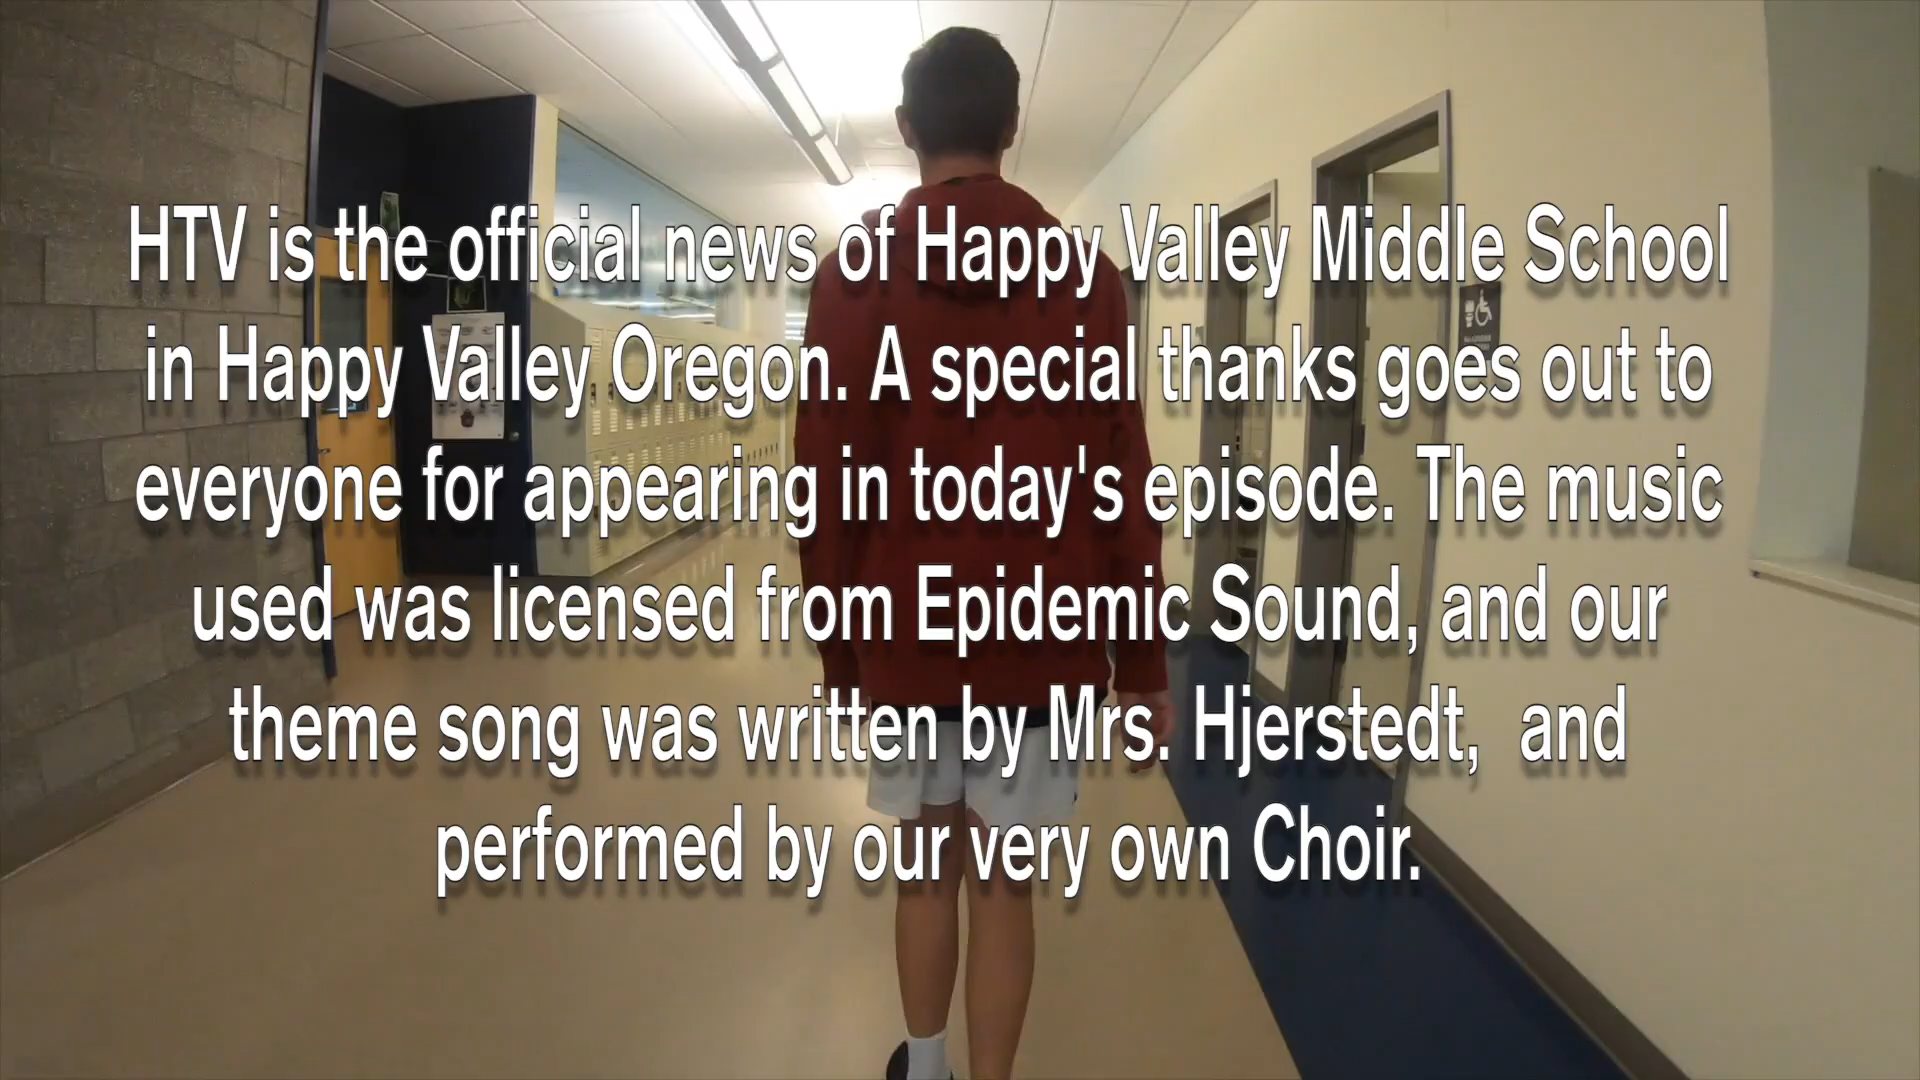 HTV is the official news of Happy Valley Middle School
in Happy Valley Oregon. A special thanks goes out to
everyone for appearing in today's episode. The music
used was licensed from Epidemic Sound, and our
theme song was written by Mrs. Hjerstedt,  and
performed by our very own Choir.